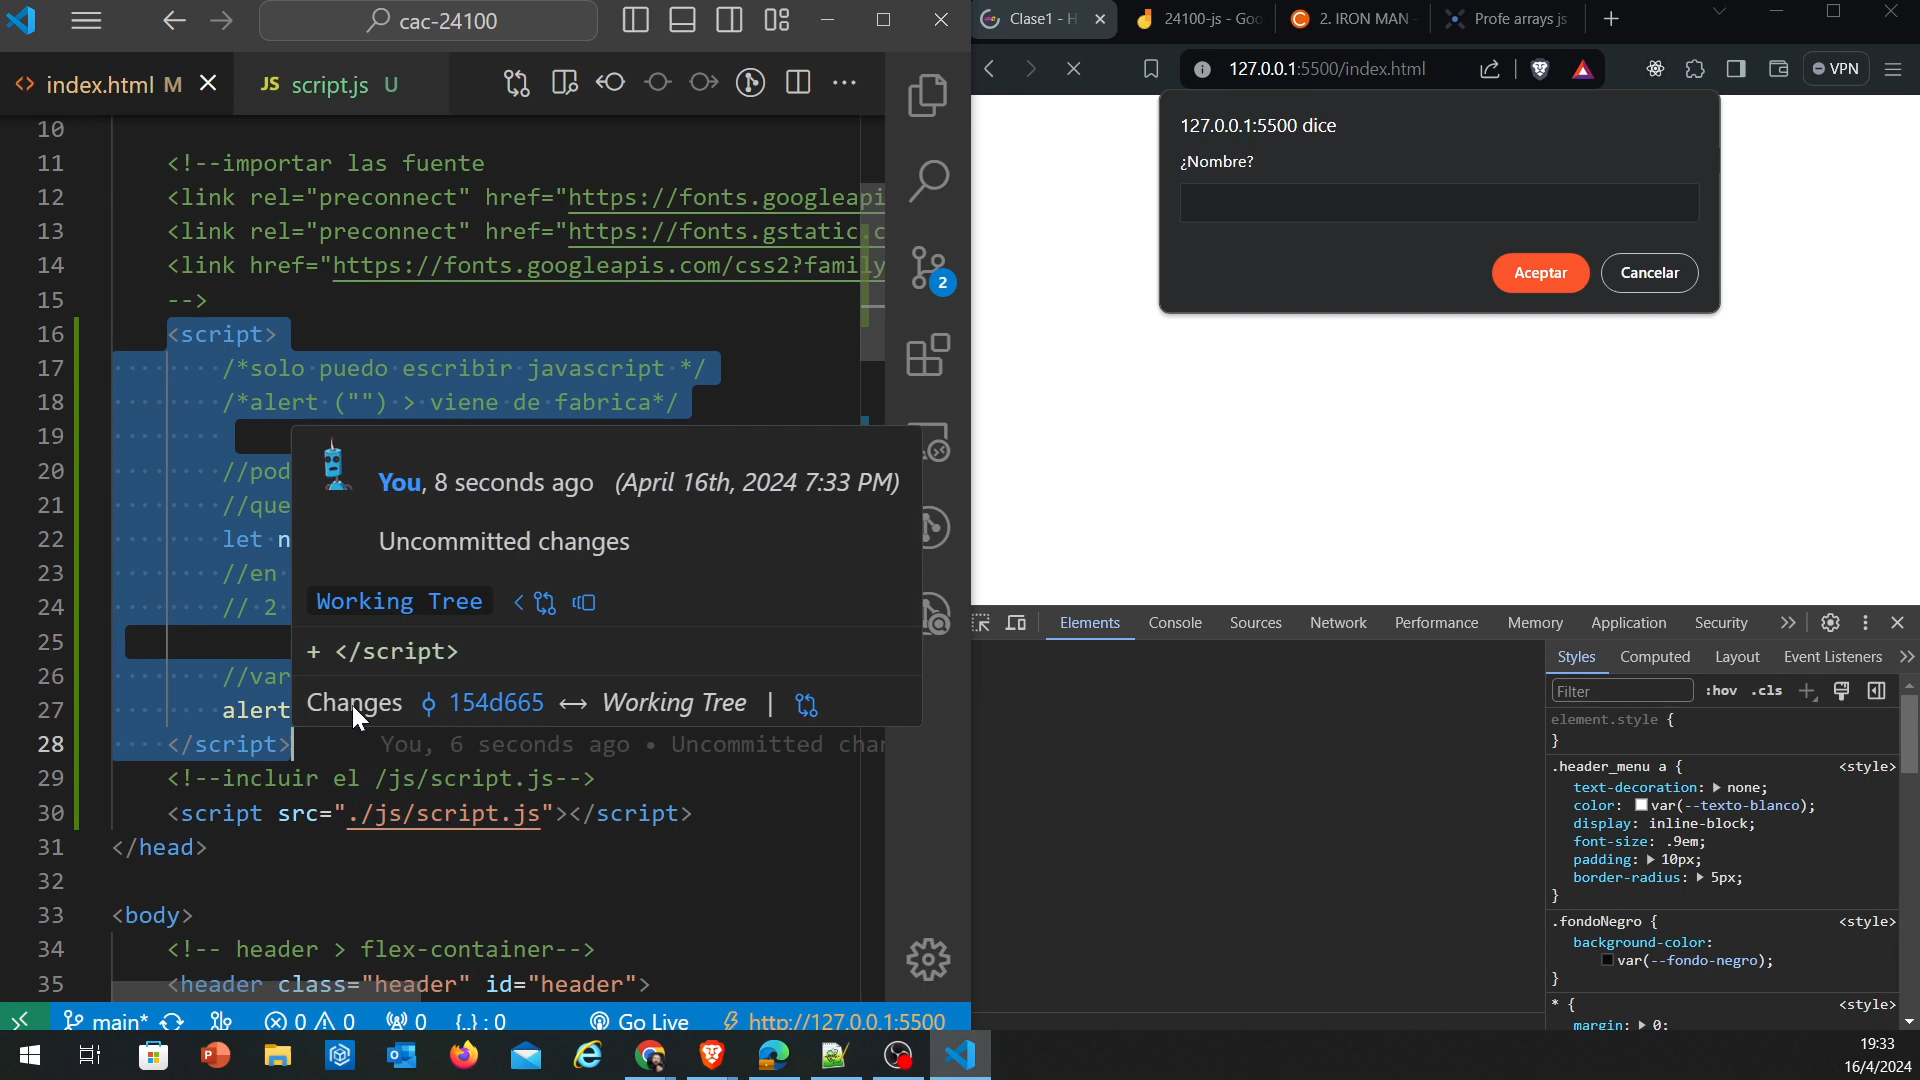 cac-24100
index.html M
JS script.js U
10
11 <!--importar las fuente
12 <link rel="preconnect" href="https://fonts.googleapi
13 <link rel="preconnect" href="https://fonts.gstatic.c
14 <link href="https://fonts.googleapis.com/css2?family
15 -->
16 <script>
17 /*solo puedo escribir javascript */
18 /*alert ("") > viene de fabrica*/
19
20 //pod
21 //que
22 let n
23 //en
24 // 2
25
26 //var
27 alert
28 </script> You, 6 seconds ago • Uncommitted char
29 <!--incluir el /js/script.js-->
30 <script src="./js/script.js"></script>
31 </head>
32
33 <body>
34 <!-- header > flex-container-->
35 <header class="header" id="header">
You, 8 seconds ago (April 16th, 2024 7:33 PM)
Uncommitted changes
Working Tree
+ </script>
Changes 154d665 ↔ Working Tree |
2
main* 0 0 0 {..} : 0 Go Live http://127.0.0.1:5500
Clase1 - H
24100-js - Goo
2. IRON MAN -
Profe arrays js
127.0.0.1:5500/index.html
VPN
127.0.0.1:5500 dice
¿Nombre?
Aceptar Cancelar
Elements Console Sources Network Performance Memory Application Security
Styles Computed Layout Event Listeners
Filter :hov .cls
element.style {
}
.header_menu a { <style>
text-decoration: none;
color: var(--texto-blanco);
display: inline-block;
font-size: .9em;
padding: 10px;
border-radius: 5px;
}
.fondoNegro { <style>
background-color:
var(--fondo-negro);
}
* { <style>
margin: 0;
19:33
16/4/2024